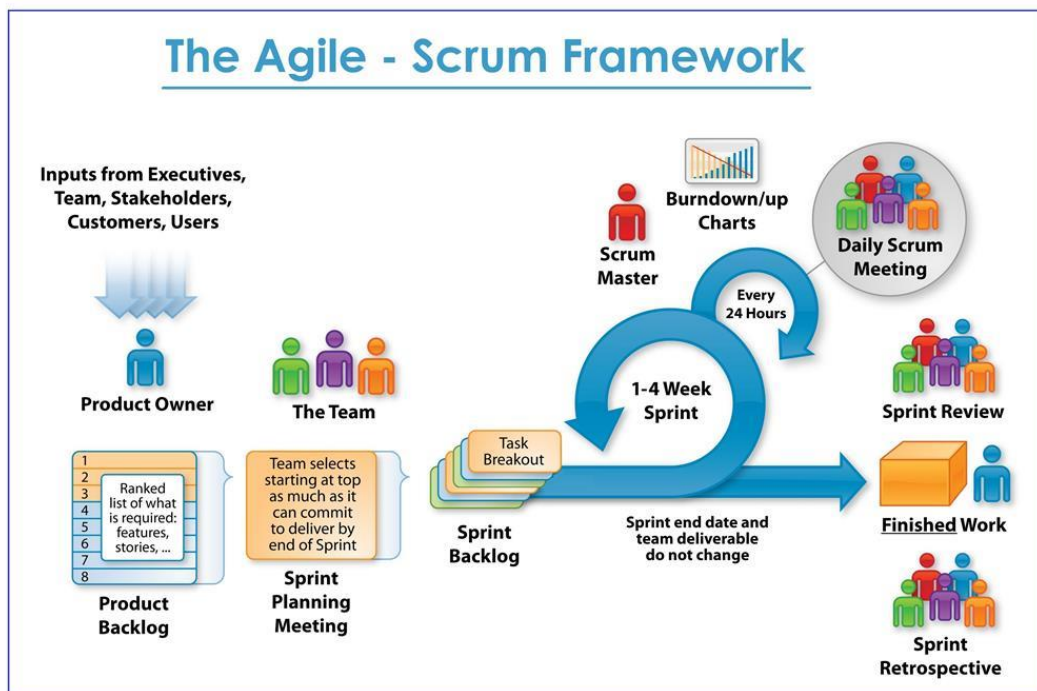 The Agile - Scrum Framework
Inputs from Executives,
Team, Stakeholders,
Customers, Users
Product Owner
The Team
1
2
3
4
5
6
7
8
Ranked
list of what
is required:
features,
stories, ...
Product
Backlog
Team selects
starting at top
as much as it
can commit
to deliver by
end of Sprint
Sprint
Planning
Meeting
Task
Breakout
Sprint
Backlog
Scrum
Master
Burndown/up
Charts
1-4 Week
Sprint
Every
24 Hours
Daily Scrum
Meeting
Sprint end date and
team deliverable
do not change
Sprint Review
Finished Work
Sprint
Retrospective